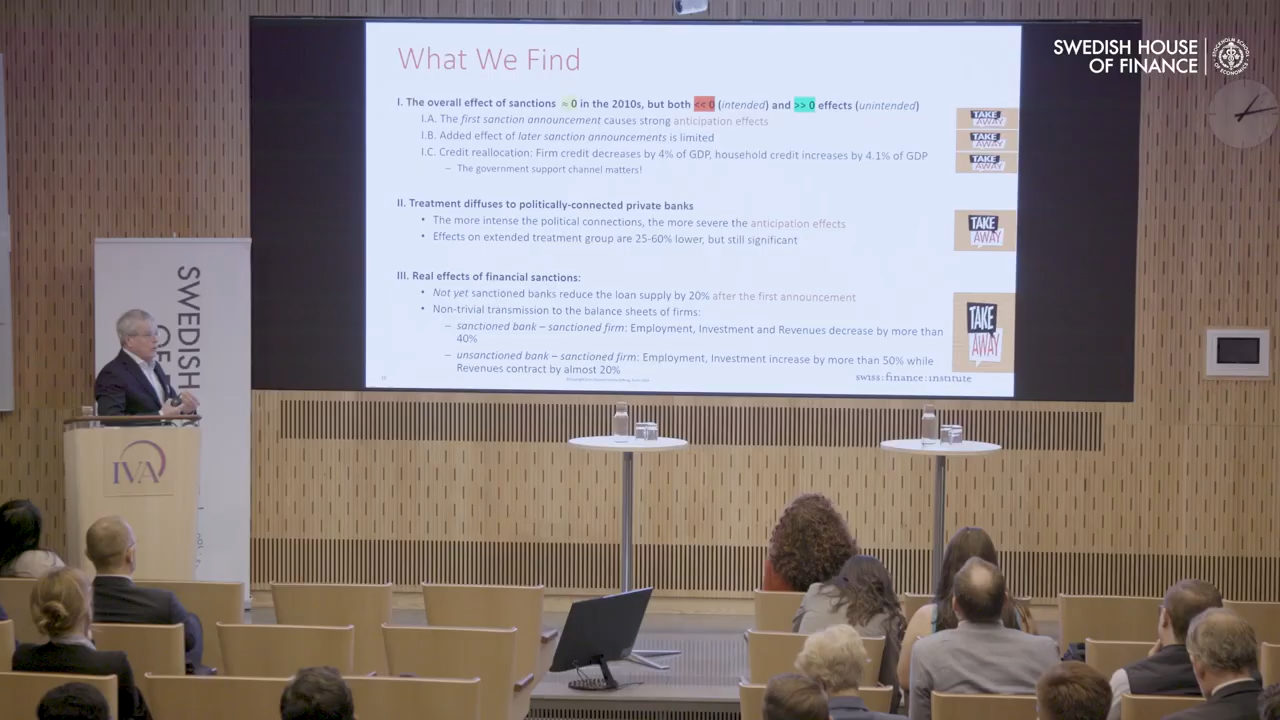 SWEDISH HOUSE
OF FINANCE
STOCKHOLM SCHOOL
OF ECONOMICS
What We Find
I. The overall effect of sanctions ≈ 0 in the 2010s, but both << 0 (intended) and >> 0 effects (unintended)
I.A. The first sanction announcement causes strong anticipation effects
I.B. Added effect of later sanction announcements is limited
I.C. Credit reallocation: Firm credit decreases by 4% of GDP, household credit increases by 4.1% of GDP
– The government support channel matters!
TAKE
AWAY
TAKE
AWAY
TAKE
AWAY
II. Treatment diffuses to politically-connected private banks
• The more intense the political connections, the more severe the anticipation effects
• Effects on extended treatment group are 25-60% lower, but still significant
TAKE
AWAY
III. Real effects of financial sanctions:
• Not yet sanctioned banks reduce the loan supply by 20% after the first announcement
• Non-trivial transmission to the balance sheets of firms:
– sanctioned bank – sanctioned firm: Employment, Investment and Revenues decrease by more than
40%
– unsanctioned bank – sanctioned firm: Employment, Investment increase by more than 50% while
Revenues contract by almost 20%
TAKE
AWAY
swiss:finance:institute
SWEDISH
OF
IVA